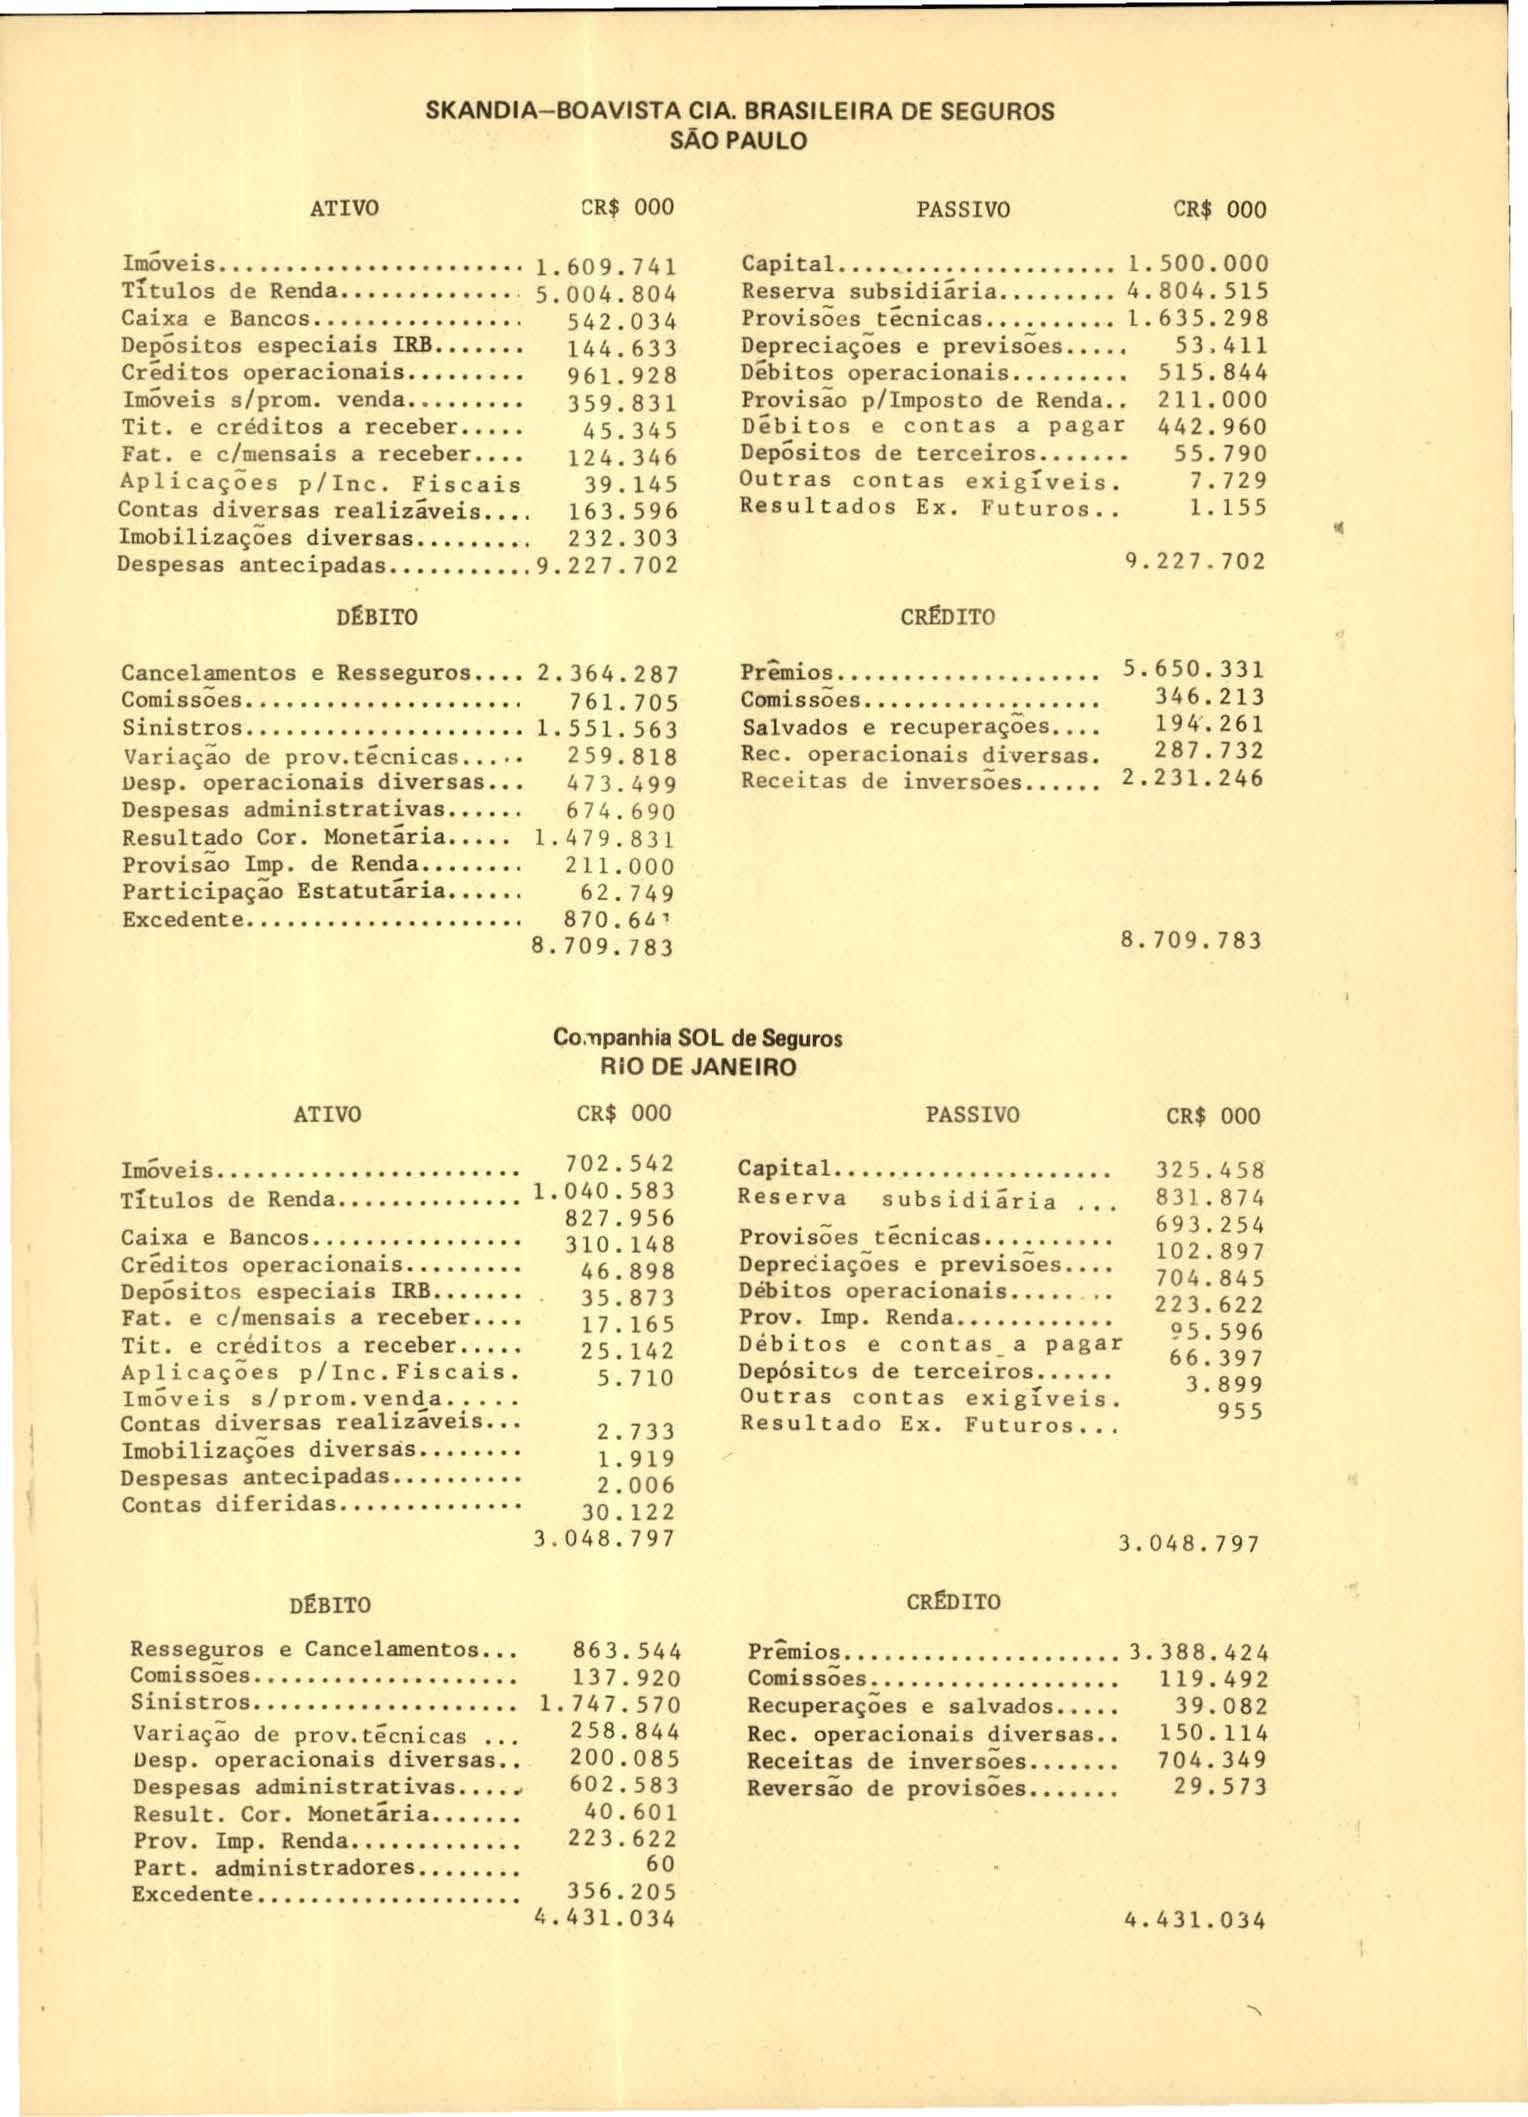 SKANDIA—BOAVISTA CIA. BRASILEIRA DE SEGUROS
SÃO PAULO
ATIVO CR$ 000 PASSIVO CR$ 000
Imóveis....................... 1.609.741 Capital..................... 1.500.000
Títulos de Renda.............. 5.004.804 Reserva subsidiária......... 4.804.515
Caixa e Bancos................ 542.034 Provisões técnicas.......... 1.635.298
Depósitos especiais IRB....... 144.633 Depreciações e previsões..... 53.411
Créditos operacionais......... 961.928 Débitos operacionais......... 515.844
Imóveis s/prom. venda......... 359.831 Provisão p/Imposto de Renda.. 211.000
Tit. e créditos a receber..... 45.345 Débitos e contas a pagar 442.960
Fat. e c/mensais a receber.... 124.346 Depósitos de terceiros....... 55.790
Aplicações p/Inc. Fiscais 39.145 Outras contas exigíveis. 7.729
Contas diversas realizáveis.... 163.596 Resultados Ex. Futuros.. 1.155
Imobilizações diversas......... 232.303
Despesas antecipadas........... 9.227.702 9.227.702
DÉBITO CRÉDITO
Cancelamentos e Resseguros.... 2.364.287 Prêmios.................... 5.650.331
Comissões..................... 761.705 Comissões.................. 346.213
Sinistros..................... 1.551.563 Salvados e recuperações.... 194.261
Variação de prov.técnicas..... 259.818 Rec. operacionais diversas. 287.732
Desp. operacionais diversas... 473.499 Receitas de inversões...... 2.231.246
Despesas administrativas...... 674.690
Resultado Cor. Monetária..... 1.479.831
Provisão Imp. de Renda........ 211.000
Participação Estatutária...... 62.749
Excedente..................... 870.641
8.709.783 8.709.783
Companhia SOL de Seguros
RIO DE JANEIRO
ATIVO CR$ 000 PASSIVO CR$ 000
Imóveis....................... 702.542 Capital..................... 325.458
Títulos de Renda.............. 1.040.583 Reserva subsidiária ... 831.874
827.956 693.254
Caixa e Bancos................ 310.148 Provisões técnicas.......... 102.897
Créditos operacionais......... 46.898 Depreciações e previsões.... 704.845
Depósitos especiais IRB....... 35.873 Débitos operacionais........ 223.622
Fat. e c/mensais a receber.... 17.165 Prov. Imp. Renda............ 95.596
Tit. e créditos a receber..... 25.142 Débitos e contas a pagar 66.397
Aplicações p/Inc.Fiscais. 5.710 Depósitos de terceiros...... 3.899
Imóveis s/prom.venda..... Outras contas exigíveis. 955
Contas diversas realizáveis... 2.733 Resultado Ex. Futuros...
Imobilizações diversas........ 1.919
Despesas antecipadas.......... 2.006
Contas diferidas.............. 30.122
3.048.797 3.048.797
DÉBITO CRÉDITO
Resseguros e Cancelamentos... 863.544 Prêmios..................... 3.388.424
Comissões.................... 137.920 Comissões................... 119.492
Sinistros.................... 1.747.570 Recuperações e salvados..... 39.082
Variação de prov.técnicas ... 258.844 Rec. operacionais diversas.. 150.114
Desp. operacionais diversas.. 200.085 Receitas de inversões....... 704.349
Despesas administrativas..... 602.583 Reversão de provisões....... 29.573
Result. Cor. Monetária....... 40.601
Prov. Imp. Renda............. 223.622
Part. administradores........ 60
Excedente.................... 356.205
4.431.034 4.431.034